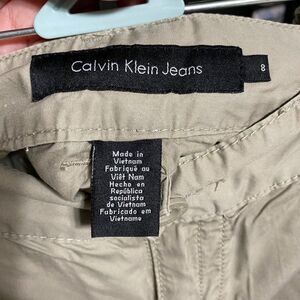 Calvin Klein Jeans
8
Made in
Vietnam
Fabriqué au
Viêt Nam
Hecho en
República
socialista
de Vietnam
Fabricado em
Vietname